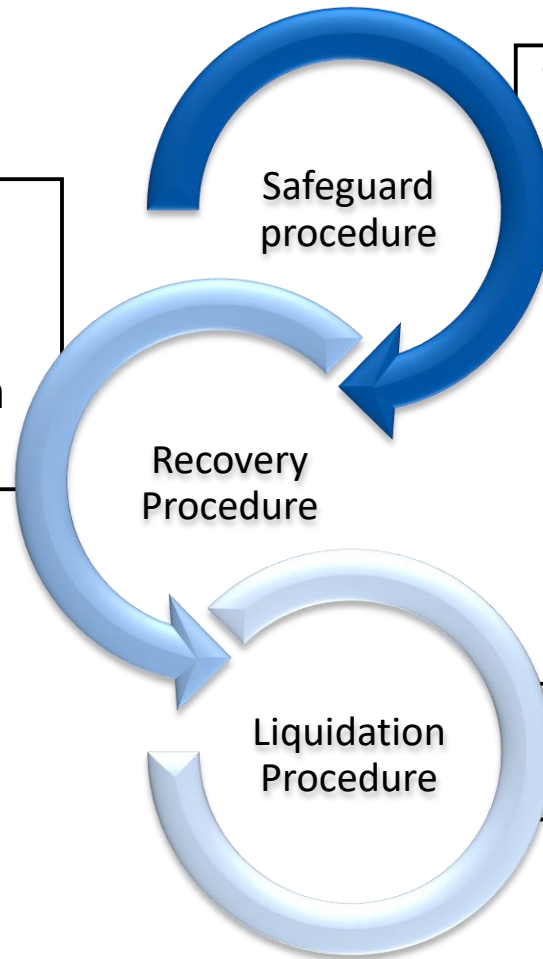 Safeguard
procedure
Recovery
Procedure
Liquidation
Procedure